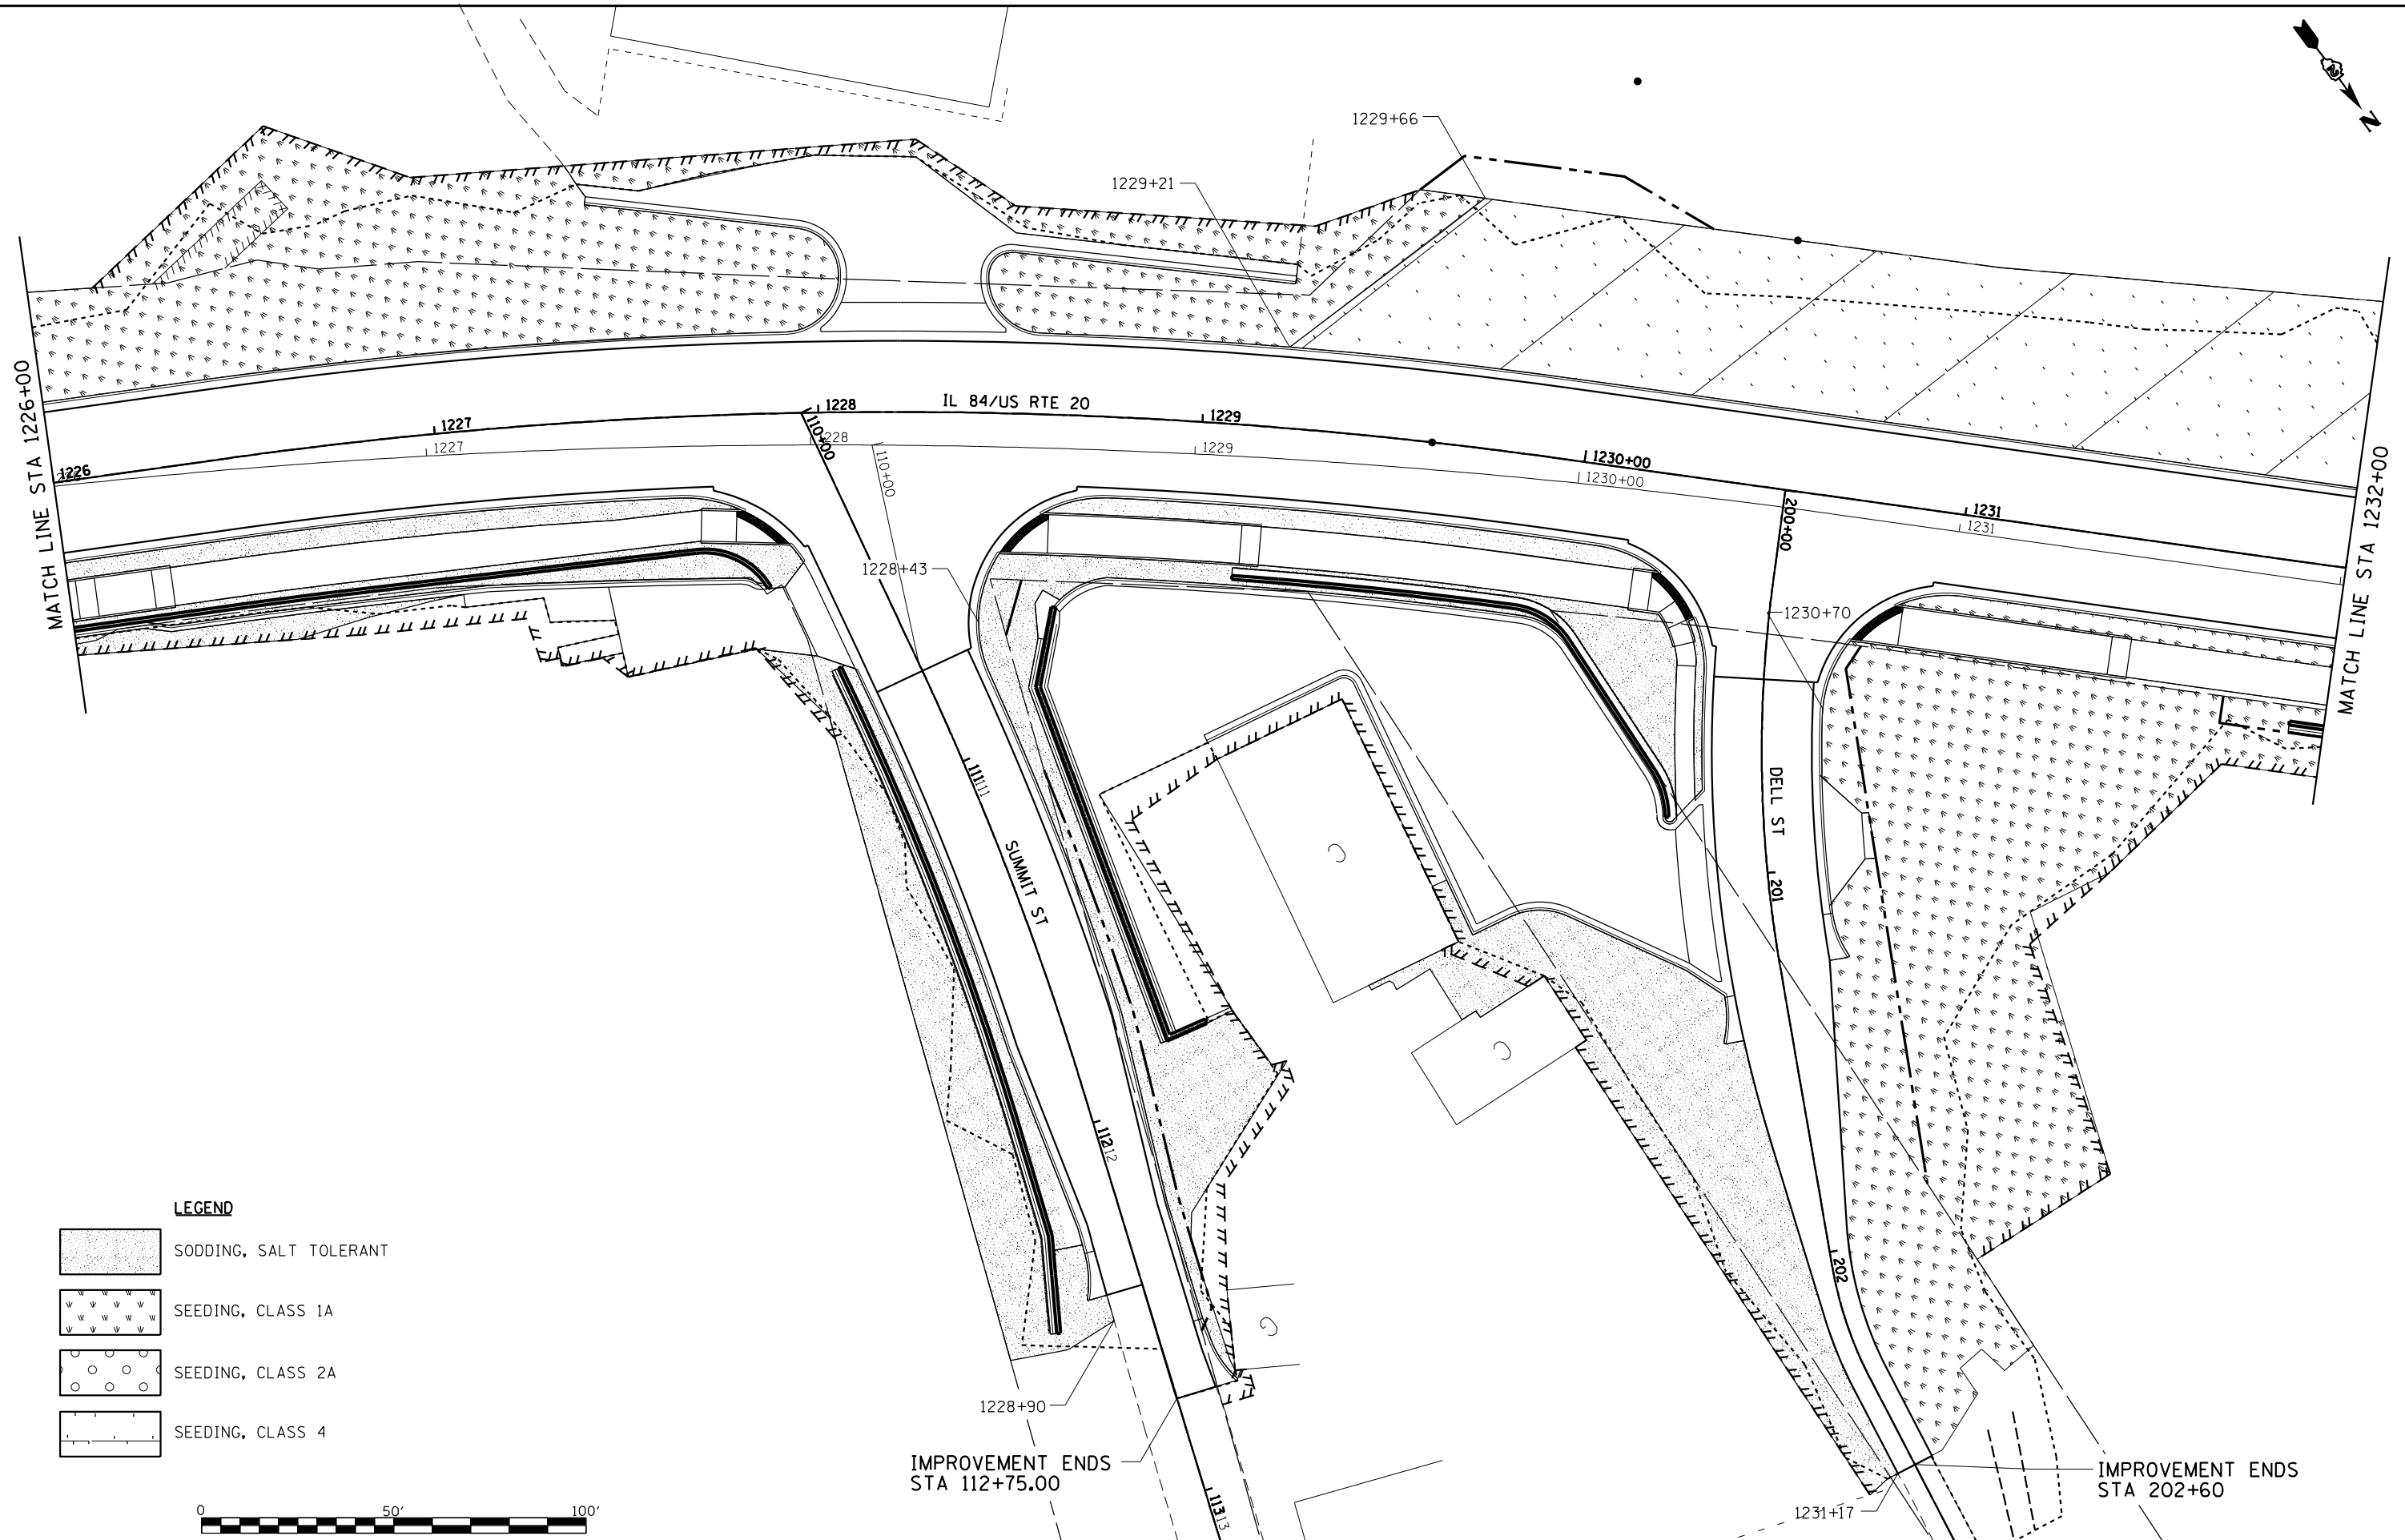 N
1229+66
1229+21
MATCH LINE STA 1226+00
IL 84/US RTE 20
1226
1227
1228
1229
1230+00
1231
1227
1228
1229
1230+00
1231
110+00
110+00
200+00
MATCH LINE STA 1232+00
1228+43
1230+70
111
SUMMIT ST
DELL ST
201
112
202
C
C
C
LEGEND
SODDING, SALT TOLERANT
SEEDING, CLASS 1A
SEEDING, CLASS 2A
SEEDING, CLASS 4
1228+90
IMPROVEMENT ENDS
STA 112+75.00
113
1231+17
IMPROVEMENT ENDS
STA 202+60
0 50' 100'